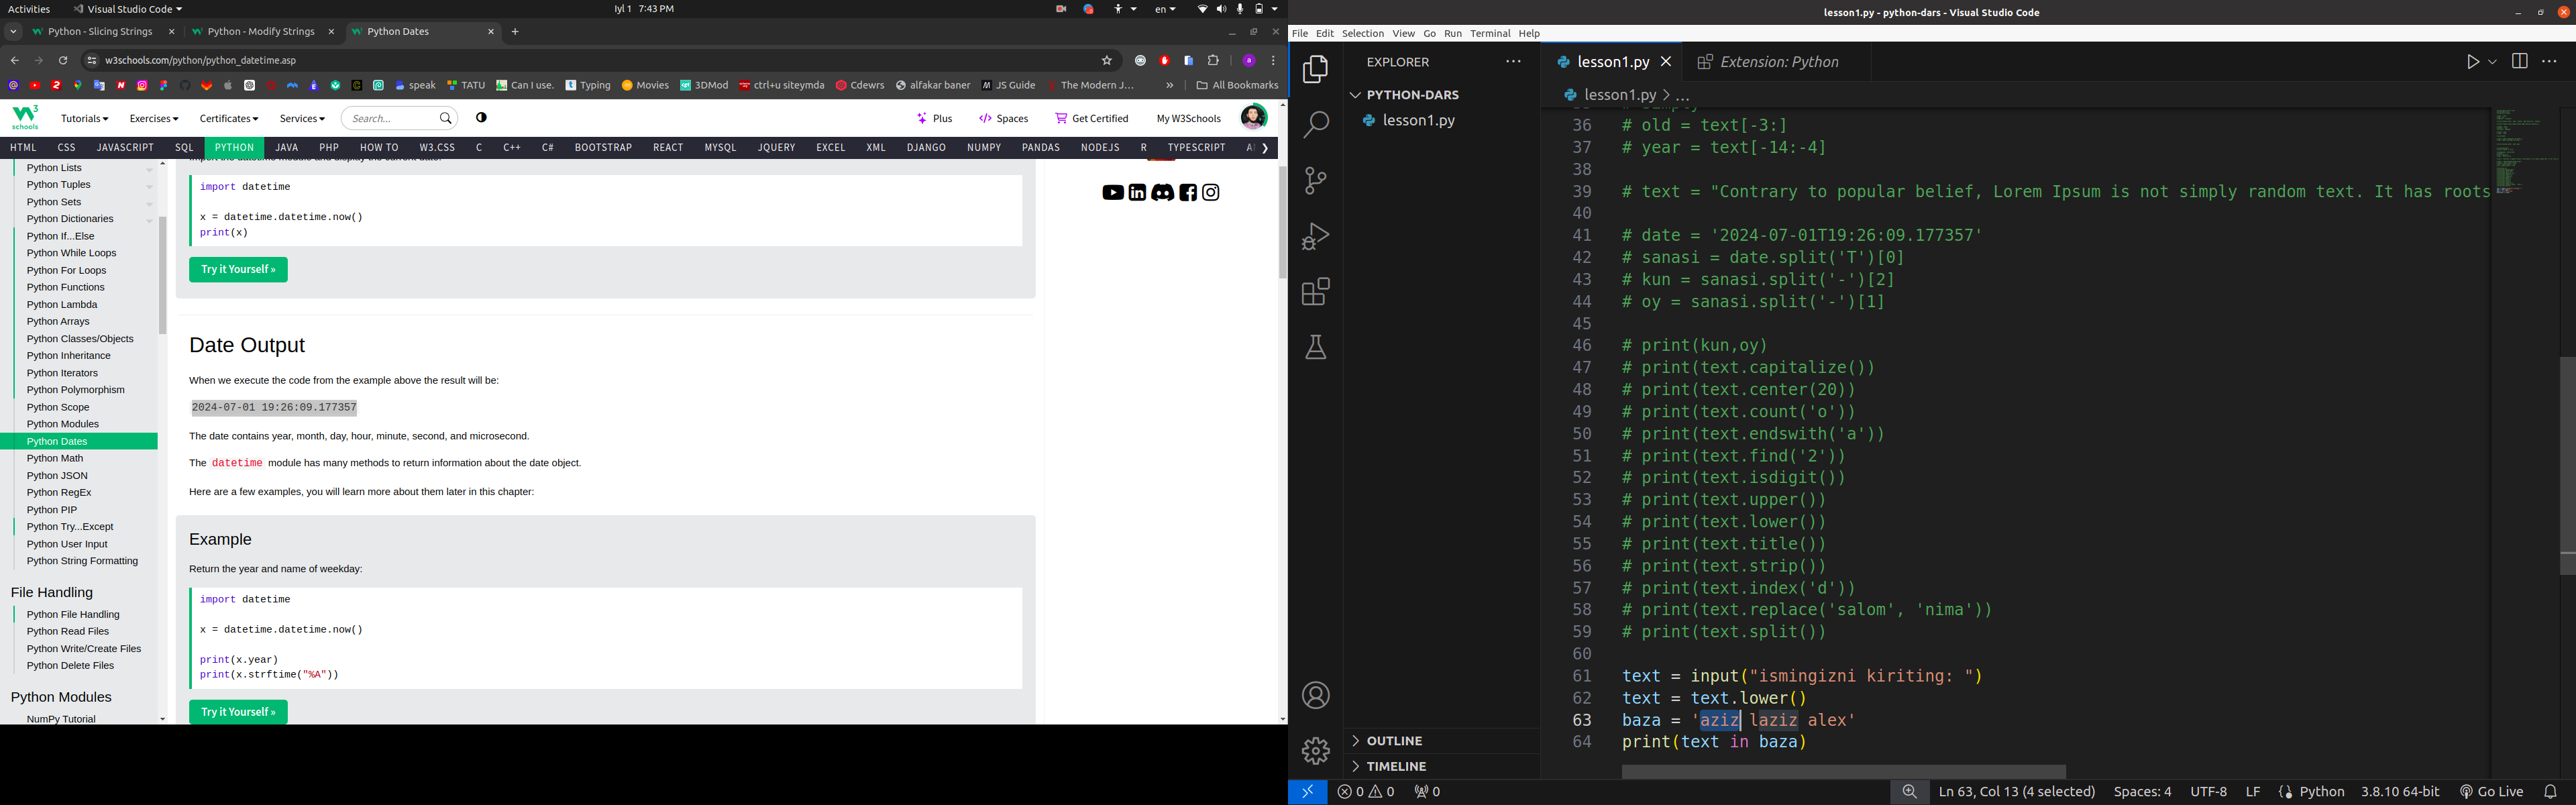 Activities Visual Studio Code Iyl 1 7:43 PM en
Python - Slicing Strings Python - Modify Strings Python Dates
w3schools.com/python/python_datetime.asp
speak TATU Can I use. Typing Movies 3DMod ctrl+u siteymda Cdewrs alfakar baner JS Guide The Modern J… » All Bookmarks
W3 schools Tutorials Exercises Certificates Services Search... Plus Spaces Get Certified My W3Schools
HTML CSS JAVASCRIPT SQL PYTHON JAVA PHP HOW TO W3.CSS C C++ C# BOOTSTRAP REACT MYSQL JQUERY EXCEL XML DJANGO NUMPY PANDAS NODEJS R TYPESCRIPT
Python Lists
Python Tuples
Python Sets
Python Dictionaries
Python If...Else
Python While Loops
Python For Loops
Python Functions
Python Lambda
Python Arrays
Python Classes/Objects
Python Inheritance
Python Iterators
Python Polymorphism
Python Scope
Python Modules
Python Dates
Python Math
Python JSON
Python RegEx
Python PIP
Python Try...Except
Python User Input
Python String Formatting
File Handling
Python File Handling
Python Read Files
Python Write/Create Files
Python Delete Files
Python Modules
NumPy Tutorial
import datetime
x = datetime.datetime.now()
print(x)
Try it Yourself »
Date Output
When we execute the code from the example above the result will be:
2024-07-01 19:26:09.177357
The date contains year, month, day, hour, minute, second, and microsecond.
The datetime module has many methods to return information about the date object.
Here are a few examples, you will learn more about them later in this chapter:
Example
Return the year and name of weekday:
import datetime
x = datetime.datetime.now()
print(x.year)
print(x.strftime("%A"))
Try it Yourself »
lesson1.py - python-dars - Visual Studio Code
File Edit Selection View Go Run Terminal Help
EXPLORER
PYTHON-DARS
lesson1.py
OUTLINE
TIMELINE
lesson1.py Extension: Python
lesson1.py > ...
36 # old = text[-3:]
37 # year = text[-14:-4]
38
39 # text = "Contrary to popular belief, Lorem Ipsum is not simply random text. It has roots
40
41 # date = '2024-07-01T19:26:09.177357'
42 # sanasi = date.split('T')[0]
43 # kun = sanasi.split('-')[2]
44 # oy = sanasi.split('-')[1]
45
46 # print(kun,oy)
47 # print(text.capitalize())
48 # print(text.center(20))
49 # print(text.count('o'))
50 # print(text.endswith('a'))
51 # print(text.find('2'))
52 # print(text.isdigit())
53 # print(text.upper())
54 # print(text.lower())
55 # print(text.title())
56 # print(text.strip())
57 # print(text.index('d'))
58 # print(text.replace('salom', 'nima'))
59 # print(text.split())
60
61 text = input("ismingizni kiriting: ")
62 text = text.lower()
63 baza = 'aziz laziz alex'
64 print(text in baza)
0 0 0 Ln 63, Col 13 (4 selected) Spaces: 4 UTF-8 LF Python 3.8.10 64-bit Go Live